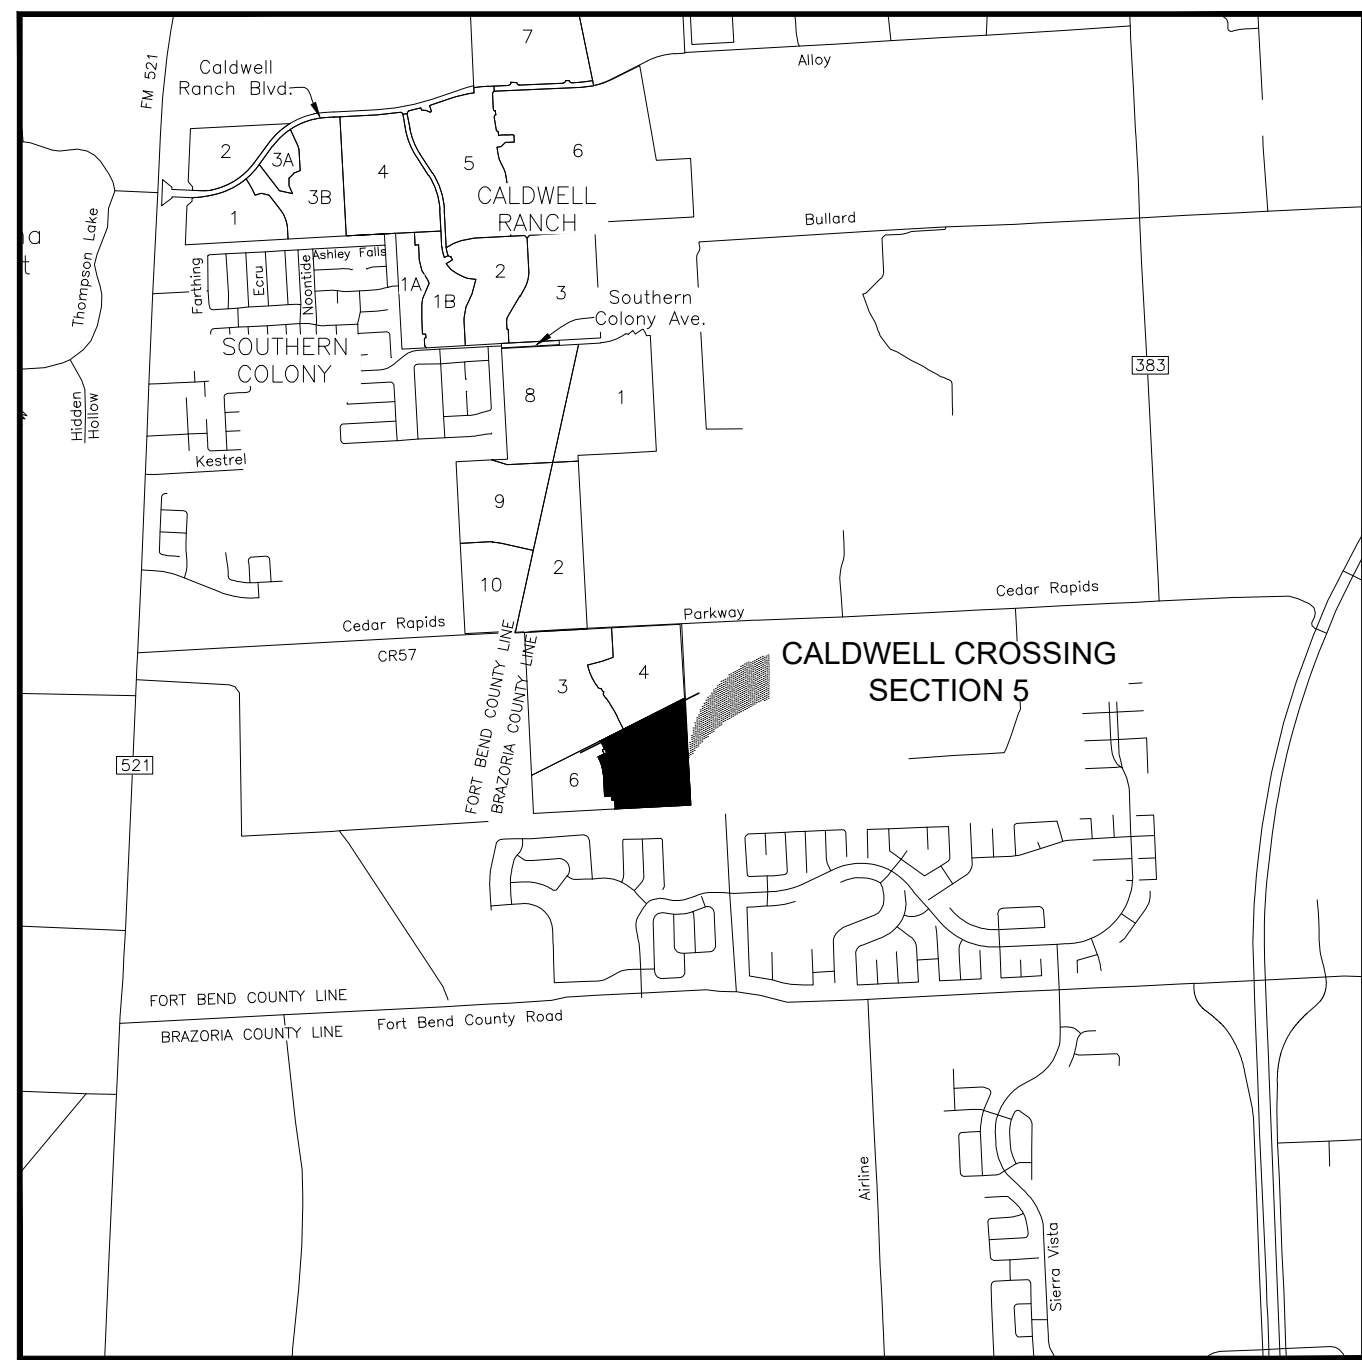 7
Alloy
FM 521
Caldwell
Ranch Blvd.
2
3A
3B
4
5
6
1
CALDWELL
RANCH
Bullard
Thompson Lake
Farthing
Ecru
Noontide
Ashley Falls
1A
1B
2
3
Southern
Colony Ave.
SOUTHERN
COLONY
383
8
1
Hidden
Hollow
Kestrel
9
10
2
Cedar Rapids
Parkway
Cedar Rapids
CR57
FORT BEND COUNTY LINE
BRAZORIA COUNTY LINE
3
4
CALDWELL CROSSING
SECTION 5
521
6
FORT BEND COUNTY LINE
BRAZORIA COUNTY LINE
Fort Bend County Road
Airline
Sierra Vista